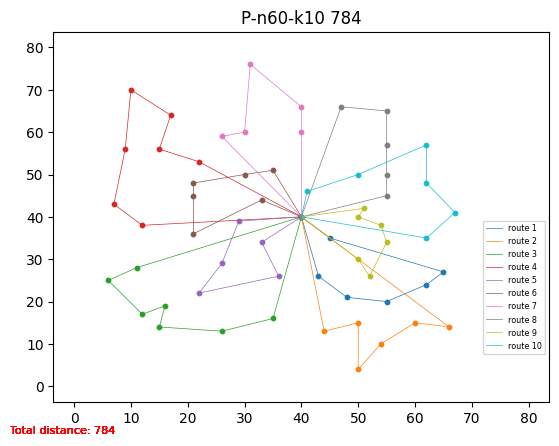 P-n60-k10 784
80
70
60
50
40
30
20
10
0
0 10 20 30 40 50 60 70 80
route 1
route 2
route 3
route 4
route 5
route 6
route 7
route 8
route 9
route 10
Total distance: 784